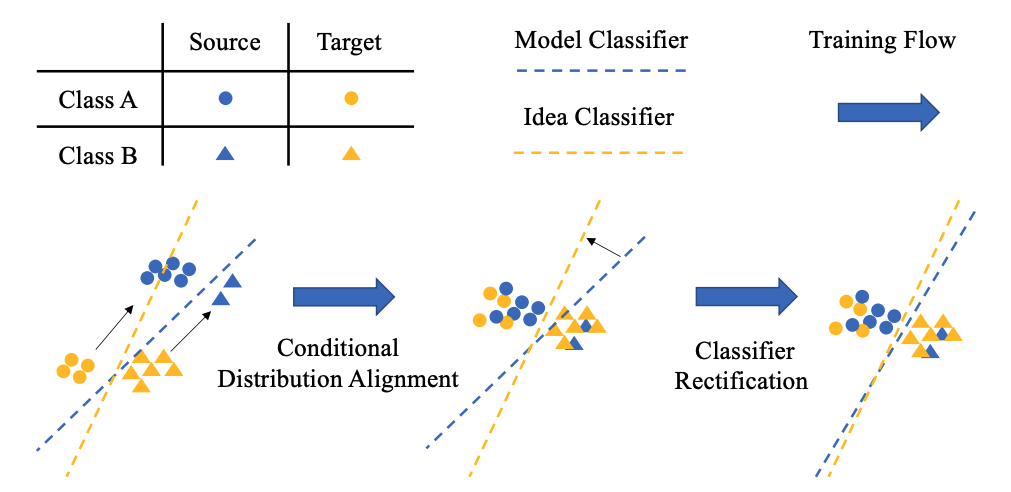 Source
Target
Model Classifier
Training Flow
Class A
Idea Classifier
Class B
Conditional
Distribution Alignment
Classifier
Rectification